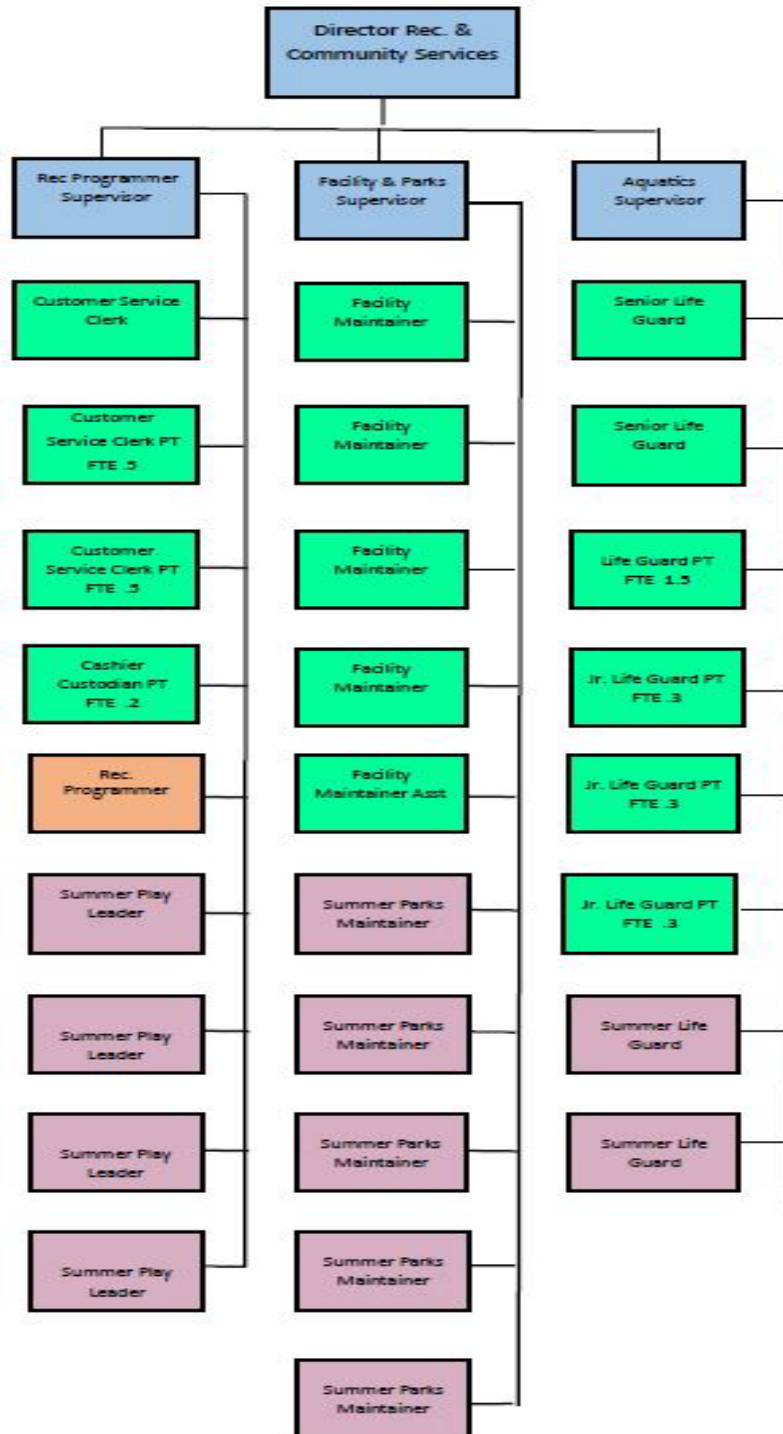 Director Rec. &
Community Services
Rec Programmer
Supervisor
Customer Service
Clerk
Customer
Service Clerk PT
FTE .5
Customer
Service Clerk PT
FTE .5
Cashier
Custodian PT
FTE .2
Rec.
Programmer
Summer Play
Leader
Summer Play
Leader
Summer Play
Leader
Summer Play
Leader
Facility & Parks
Supervisor
Facility
Maintainer
Facility
Maintainer
Facility
Maintainer
Facility
Maintainer
Facility
Maintainer Asst
Summer Parks
Maintainer
Summer Parks
Maintainer
Summer Parks
Maintainer
Summer Parks
Maintainer
Summer Parks
Maintainer
Aquatics
Supervisor
Senior Life
Guard
Senior Life
Guard
Life Guard PT
FTE 1.5
Jr. Life Guard PT
FTE .3
Jr. Life Guard PT
FTE .3
Jr. Life Guard PT
FTE .3
Summer Life
Guard
Summer Life
Guard